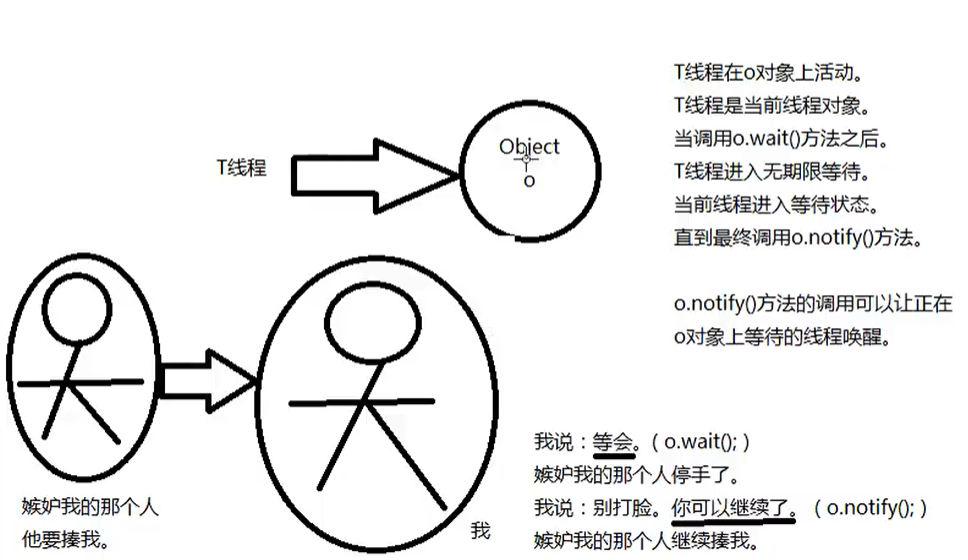 T线程在o对象上活动。
T线程是当前线程对象。
当调用o.wait()方法之后。
T线程进入无期限等待。
当前线程进入等待状态。
直到最终调用o.notify()方法。
o.notify()方法的调用可以让正在
o对象上等待的线程唤醒。
T线程
Object
o
嫉妒我的那个人
他要揍我。
我
我说：等会。( o.wait(); )
嫉妒我的那个人停手了。
我说：别打脸。你可以继续了。( o.notify(); )
嫉妒我的那个人继续揍我。